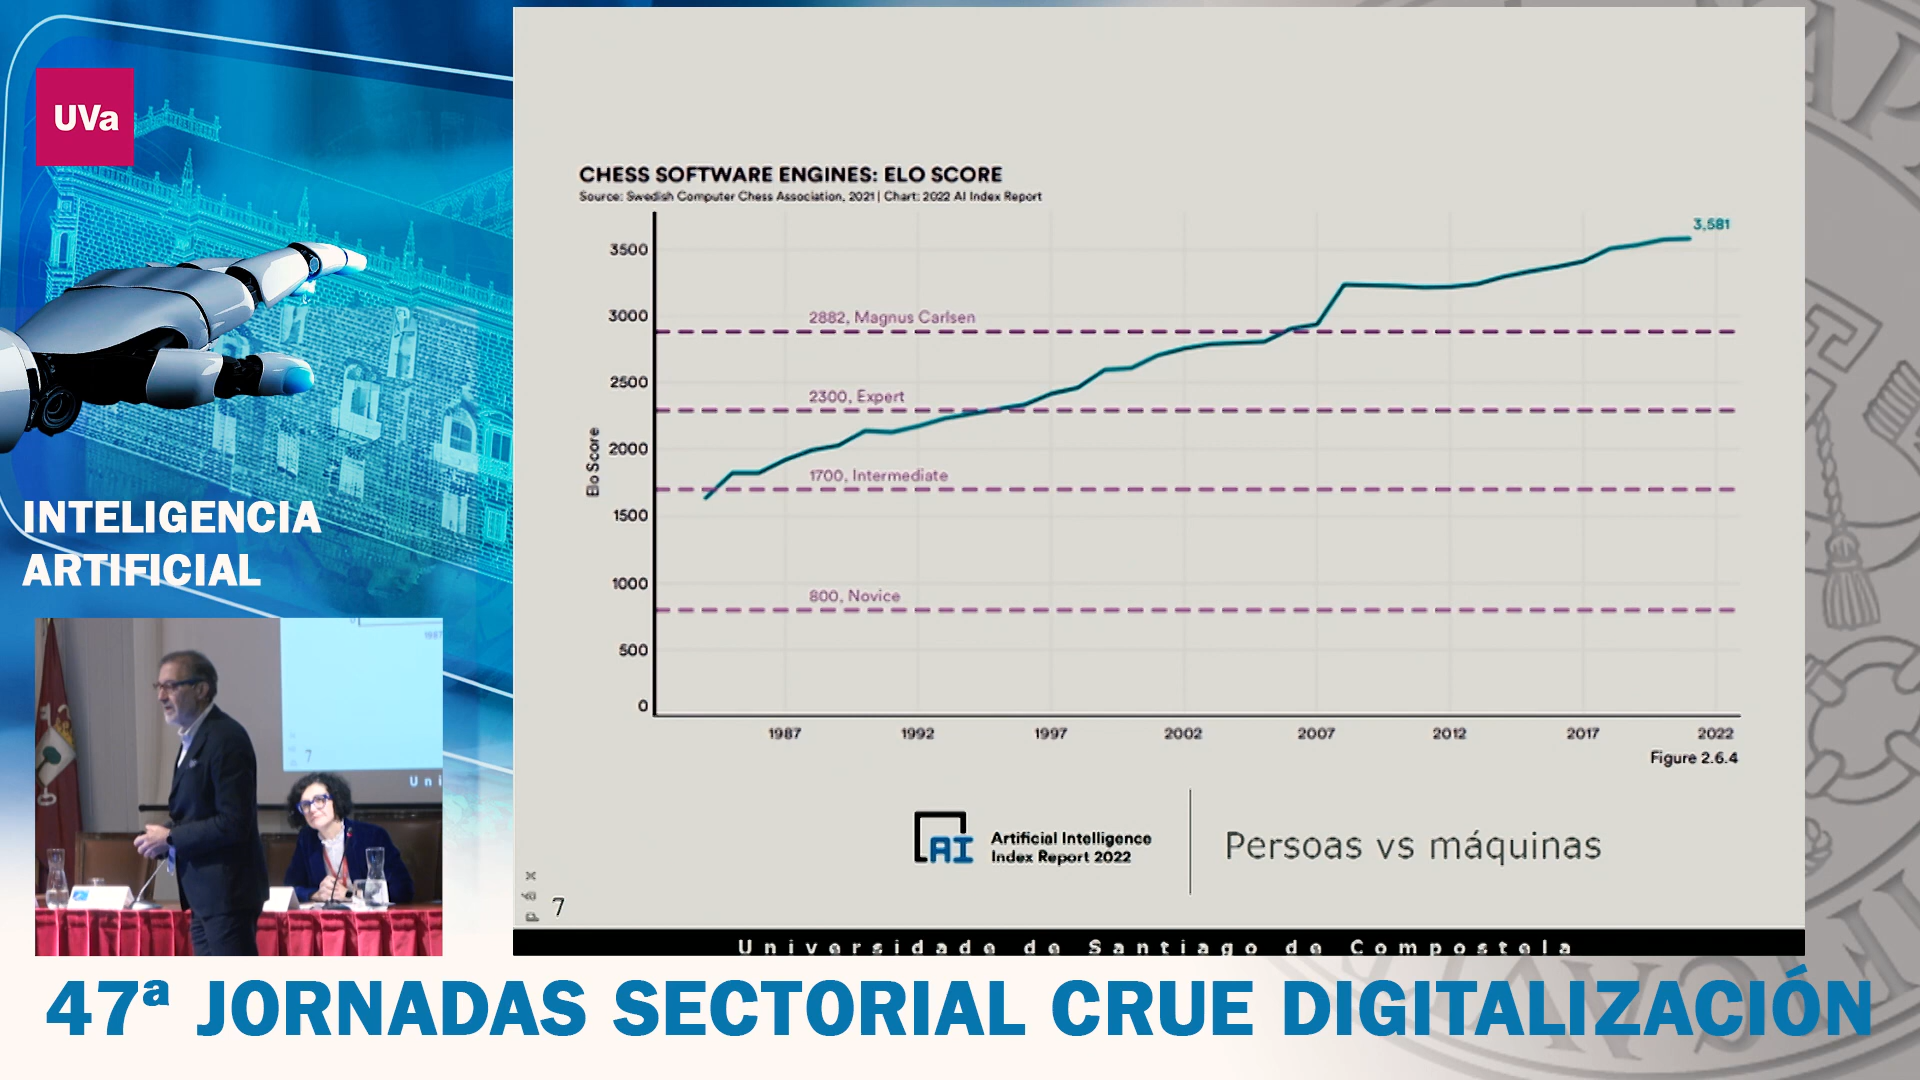 UVa
INTELIGENCIA
ARTIFICIAL
CHESS SOFTWARE ENGINES: ELO SCORE
Source: Swedish Computer Chess Association, 2021 | Chart: 2022 AI Index Report
3,581
3500
3000
2500
2000
1500
1000
500
0
Elo Score
2882, Magnus Carlsen
2300, Expert
1700, Intermediate
800, Novice
1987 1992 1997 2002 2007 2012 2017 2022
Figure 2.6.4
AI
Artificial Intelligence
Index Report 2022
Persoas vs máquinas
páx
7
Universidade de Santiago de Compostela
7
Uni
47ª JORNADAS SECTORIAL CRUE DIGITALIZACIÓN